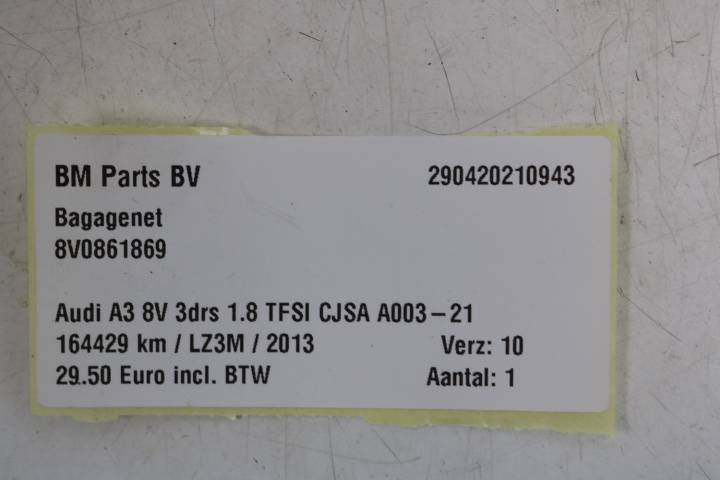 BM Parts BV 290420210943
Bagagenet
8V0861869
Audi A3 8V 3drs 1.8 TFSI CJSA A003-21
164429 km / LZ3M / 2013 Verz: 10
29.50 Euro incl. BTW Aantal: 1